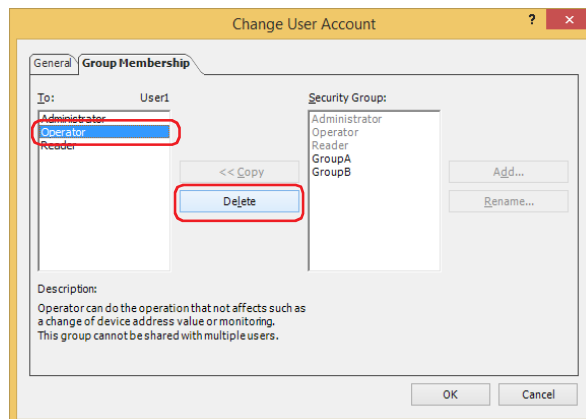 Change User Account
?
General Group Membership
To: User1
Security Group:
Administrator
Operator
Reader
Administrator
Operator
Reader
GroupA
GroupB
<< Copy
Delete
Add...
Rename...
Description:
Operator can do the operation that not affects such as
a change of device address value or monitoring.
This group cannot be shared with multiple users.
OK
Cancel